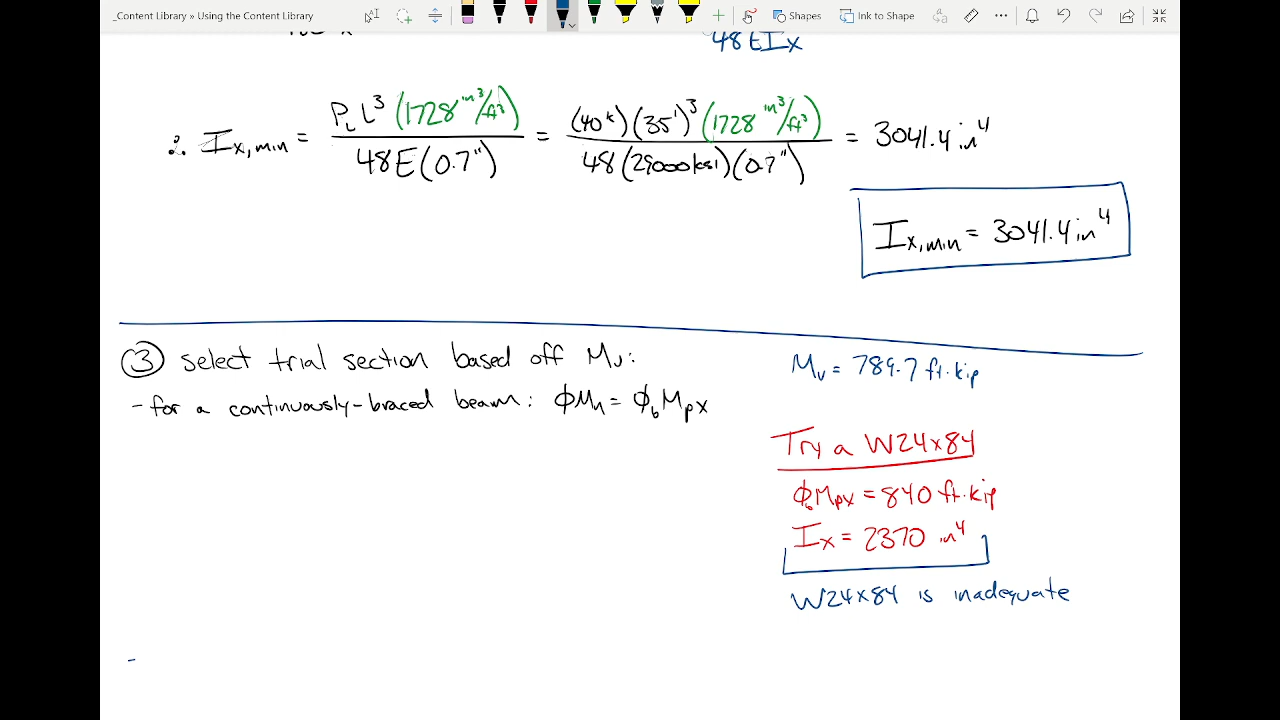 _Content Library » Using the Content Library
Shapes
Ink to Shape
48EIx
∴ Ix,min = PL L³ (1728 in³/ft³) / 48E(0.7") = (40k)(35')³(1728 in³/ft³) / 48(29000ksi)(0.7") = 3041.4 in⁴
Ix,min = 3041.4 in⁴
③ select trial section based off Mu:
Mu = 789.7 ft·kip
- for a continuously-braced beam: ϕMn = ϕbMpx
Try a W24x84
ϕbMpx = 840 ft·kip
Ix = 2370 in⁴
W24x84 is inadequate